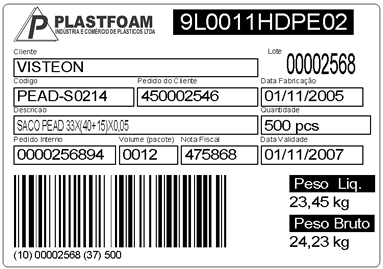 PLASTFOAM
INDÚSTRIA E COMÉRCIO DE PLÁSTICOS LTDA
9L0011HDPE02
Cliente
VISTEON
Lote
00002568
Codigo Pedido do Cliente Data Fabricação
PEAD-S0214 450002546 01/11/2005
Descricao Quantidade
SACO PEAD 33X(40+15)X0,05 500 pcs
Pedido Interno Volume (pacote) Nota Fiscal Data Validade
0000256894 0012 475868 01/11/2007
Peso Liq.
23,45 kg
Peso Bruto
24,23 kg
(10) 00002568 (37) 500